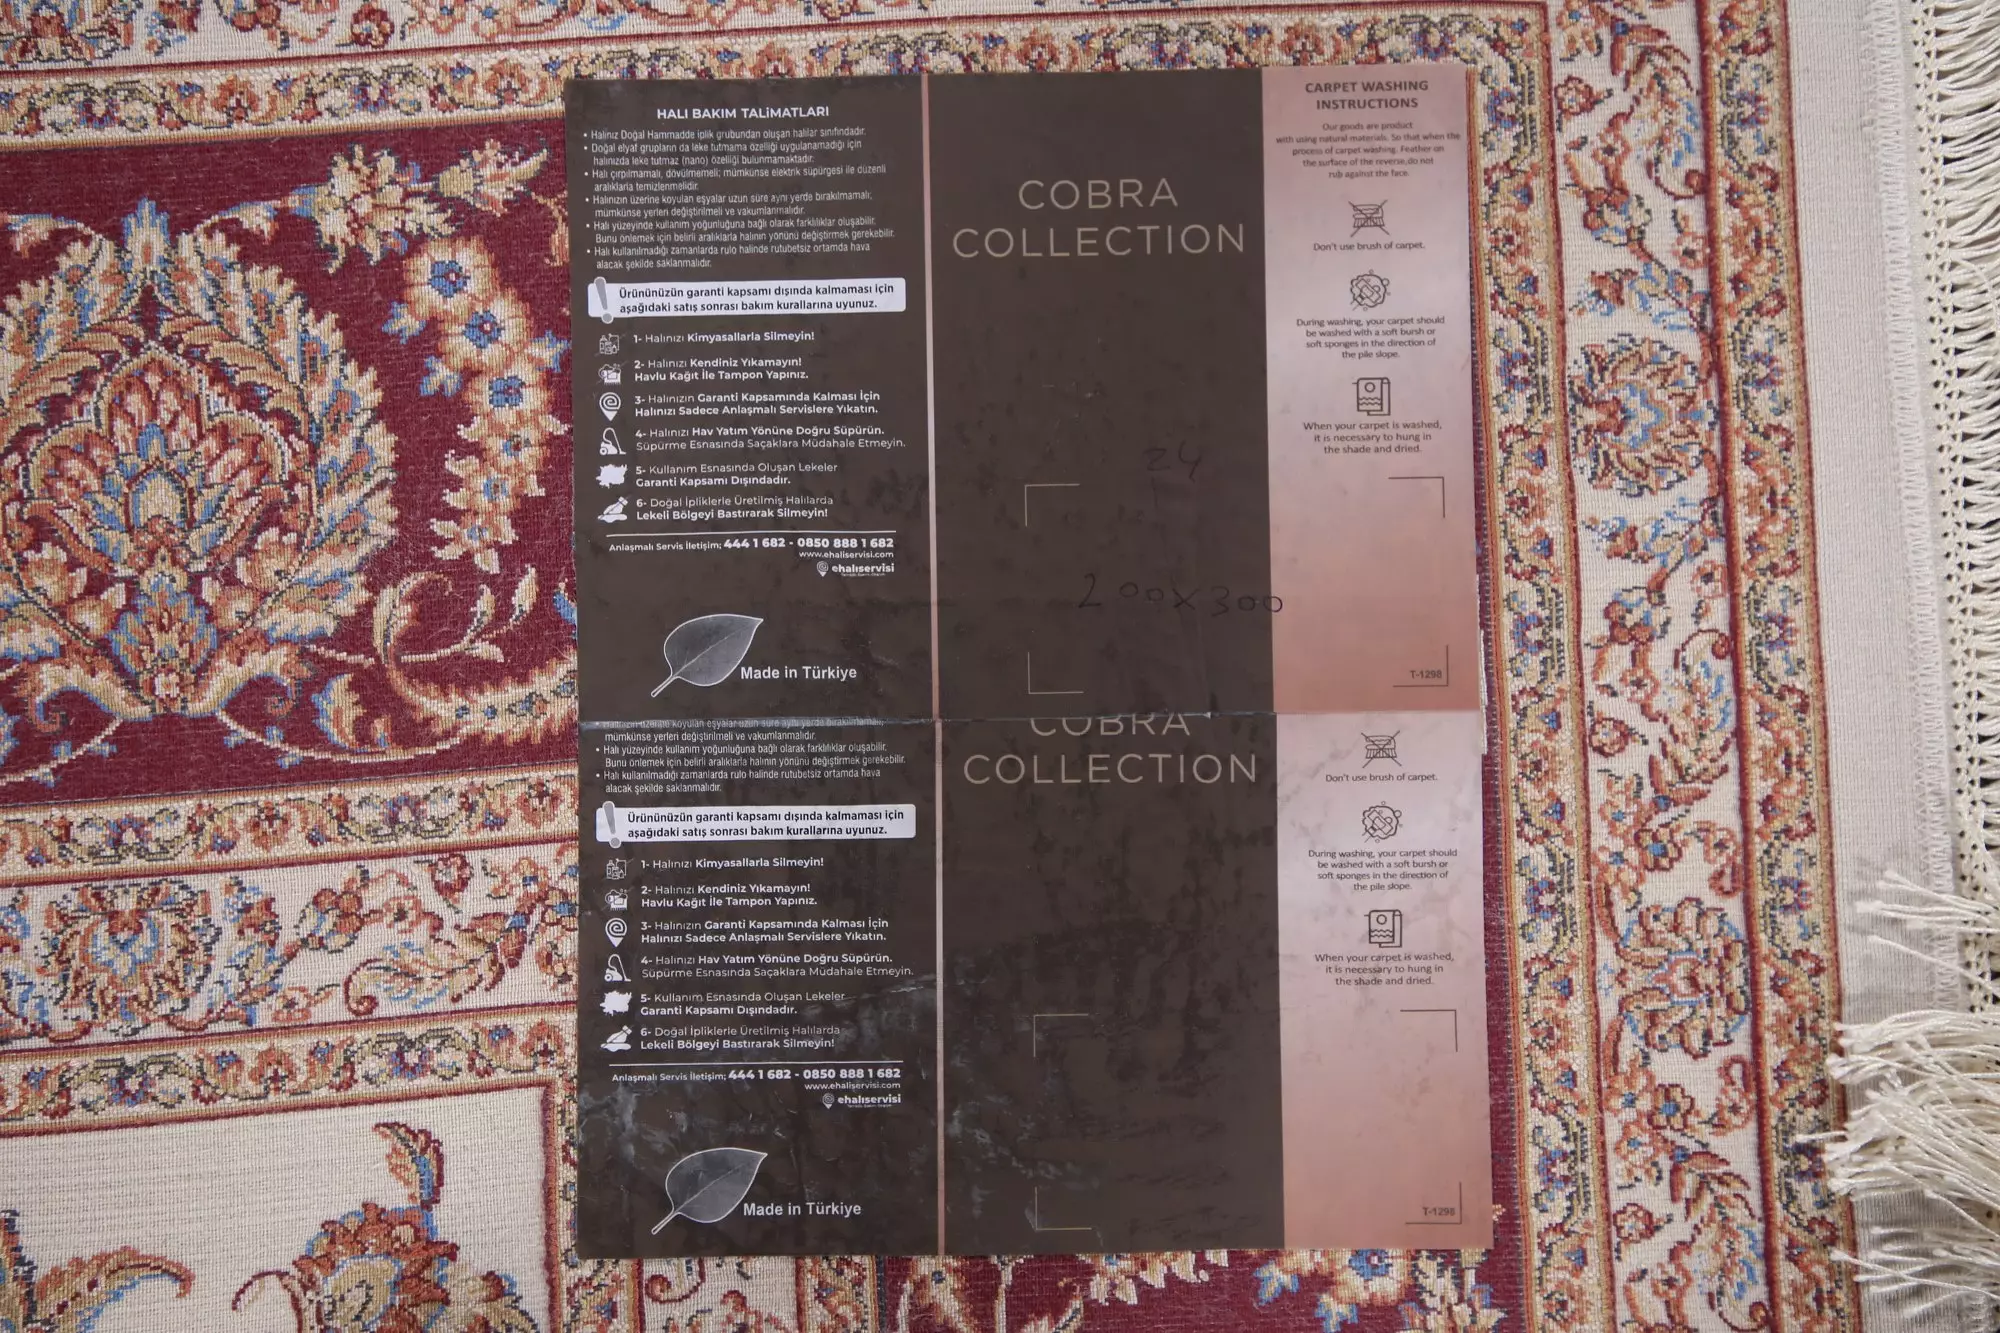 HALI BAKIM TALİMATLARI
• Halınız Doğal Hammadde iplik grubundan oluşan halılar sınıfındadır.
• Doğal elyaf grupların da leke tutmama özelliği uygulanamadığı için
halınızda leke tutmaz (nano) özelliği bulunmamaktadır.
• Halı çırpılmamalı, dövülmemeli; mümkünse elektrik süpürgesi ile düzenli
aralıklarla temizlenmelidir.
• Halınızın üzerine koyulan eşyalar uzun süre aynı yerde bırakılmamalı;
mümkünse yerleri değiştirilmeli ve vakumlanmalıdır.
• Halı yüzeyinde kullanım yoğunluğuna bağlı olarak farklılıklar oluşabilir.
Bunu önlemek için belirli aralıklarla halının yönünü değiştirmek gerekebilir.
• Halı kullanılmadığı zamanlarda rulo halinde rutubetsiz ortamda hava
alacak şekilde saklanmalıdır.
Ürününüzün garanti kapsamı dışında kalmaması için
aşağıdaki satış sonrası bakım kurallarına uyunuz.
1- Halınızı Kimyasallarla Silmeyin!
2- Halınızı Kendiniz Yıkamayın!
Havlu Kağıt İle Tampon Yapınız.
3- Halınızın Garanti Kapsamında Kalması İçin
Halınızı Sadece Anlaşmalı Servislere Yıkatın.
4- Halınızı Hav Yatım Yönüne Doğru Süpürün.
Süpürme Esnasında Saçaklara Müdahale Etmeyin.
5- Kullanım Esnasında Oluşan Lekeler
Garanti Kapsamı Dışındadır.
6- Doğal İpliklerle Üretilmiş Halılarda
Lekeli Bölgeyi Bastırarak Silmeyin!
Anlaşmalı Servis İletişim; 444 1 682 - 0850 888 1 682
www.ehaliservisi.com
ehalıservisi
Made in Türkiye
COBRA
COLLECTION
24
200x300
CARPET WASHING
INSTRUCTIONS
Our goods are product
with using natural materials. So that when the
process of carpet washing. Feather on
the surface of the reverse,do not
rub against the face.
Don't use brush of carpet.
During washing, your carpet should
be washed with a soft bursh or
soft sponges in the direction of
the pile slope.
When your carpet is washed,
it is necessary to hung in
the shade and dried.
T-1298
Halınızın üzerine koyulan eşyalar uzun süre aynı yerde bırakılmamalı;
mümkünse yerleri değiştirilmeli ve vakumlanmalıdır.
• Halı yüzeyinde kullanım yoğunluğuna bağlı olarak farklılıklar oluşabilir.
Bunu önlemek için belirli aralıklarla halının yönünü değiştirmek gerekebilir.
• Halı kullanılmadığı zamanlarda rulo halinde rutubetsiz ortamda hava
alacak şekilde saklanmalıdır.
Ürününüzün garanti kapsamı dışında kalmaması için
aşağıdaki satış sonrası bakım kurallarına uyunuz.
1- Halınızı Kimyasallarla Silmeyin!
2- Halınızı Kendiniz Yıkamayın!
Havlu Kağıt İle Tampon Yapınız.
3- Halınızın Garanti Kapsamında Kalması İçin
Halınızı Sadece Anlaşmalı Servislere Yıkatın.
4- Halınızı Hav Yatım Yönüne Doğru Süpürün.
Süpürme Esnasında Saçaklara Müdahale Etmeyin.
5- Kullanım Esnasında Oluşan Lekeler
Garanti Kapsamı Dışındadır.
6- Doğal İpliklerle Üretilmiş Halılarda
Lekeli Bölgeyi Bastırarak Silmeyin!
Anlaşmalı Servis İletişim; 444 1 682 - 0850 888 1 682
www.ehaliservisi.com
ehalıservisi
Made in Türkiye
COBRA
COLLECTION
Don't use brush of carpet.
During washing, your carpet should
be washed with a soft bursh or
soft sponges in the direction of
the pile slope.
When your carpet is washed,
it is necessary to hung in
the shade and dried.
T-1298